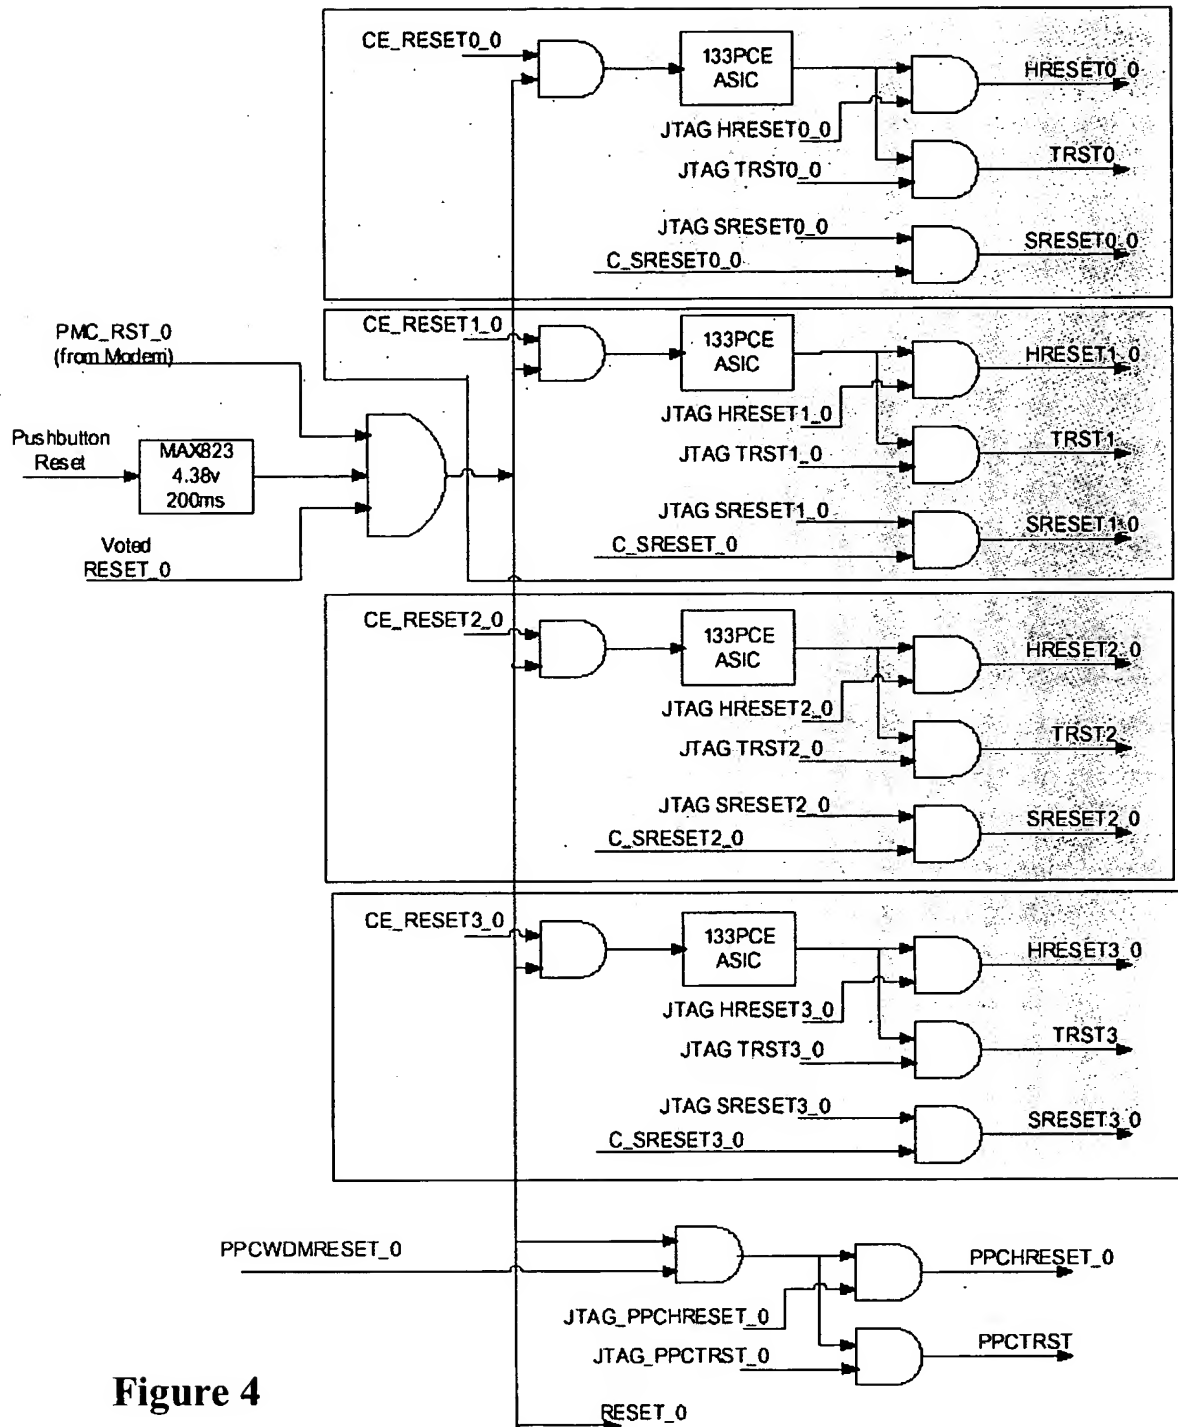 CE_RESET0_0
133PCE
ASIC
HRESET0_0
JTAG HRESET0_0
TRST0
JTAG TRST0_0
JTAG SRESET0_0
SRESET0_0
C_SRESET0_0
PMC_RST_0
(from Modem)
CE_RESET1_0
133PCE
ASIC
HRESET1_0
JTAG HRESET1_0
Pushbutton
Reset
MAX823
4.38v
200ms
TRST1
JTAG TRST1_0
JTAG SRESET1_0
SRESET1_0
C_SRESET_0
Voted
RESET_0
CE_RESET2_0
133PCE
ASIC
HRESET2_0
JTAG HRESET2_0
TRST2
JTAG TRST2_0
JTAG SRESET2_0
SRESET2_0
C_SRESET2_0
CE_RESET3_0
133PCE
ASIC
HRESET3_0
JTAG HRESET3_0
TRST3
JTAG TRST3_0
JTAG SRESET3_0
SRESET3_0
C_SRESET3_0
PPCWDMRESET_0
PPCHRESET_0
JTAG_PPCHRESET_0
JTAG_PPCTRST_0
PPCTRST
Figure 4
RESET_0